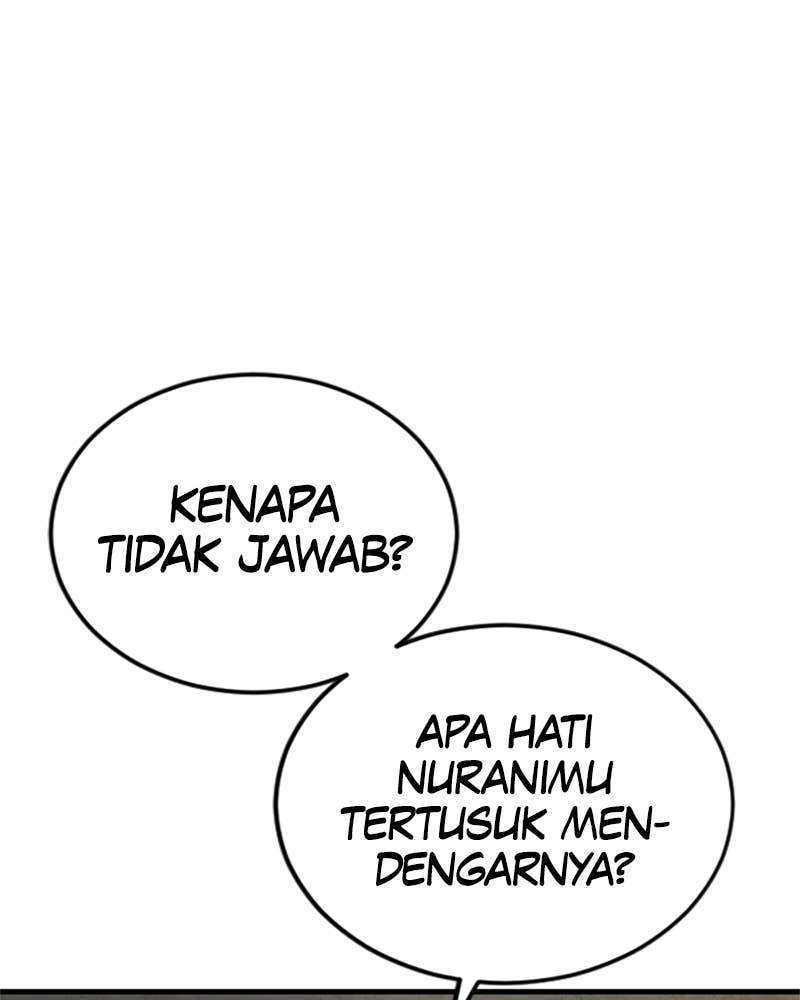 KENAPA
TIDAK JAWAB?
APA HATI
NURANIMU
TERTUSUK MEN-
DENGARNYA?